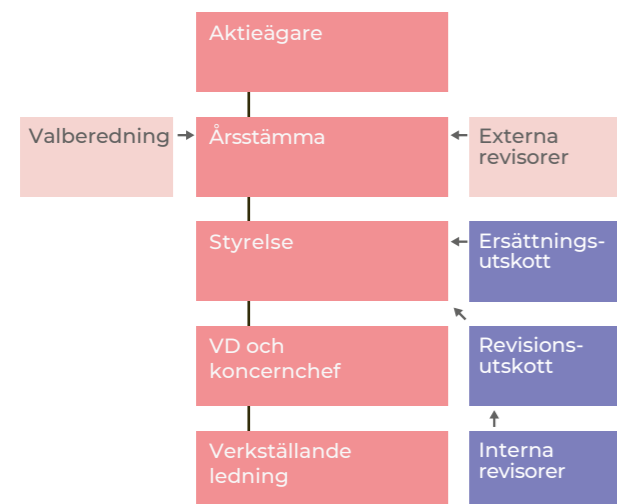 Aktieägare
Valberedning
Årsstämma
Externa
revisorer
Styrelse
Ersättnings-
utskott
VD och
koncernchef
Revisions-
utskott
Verkställande
ledning
Interna
revisorer